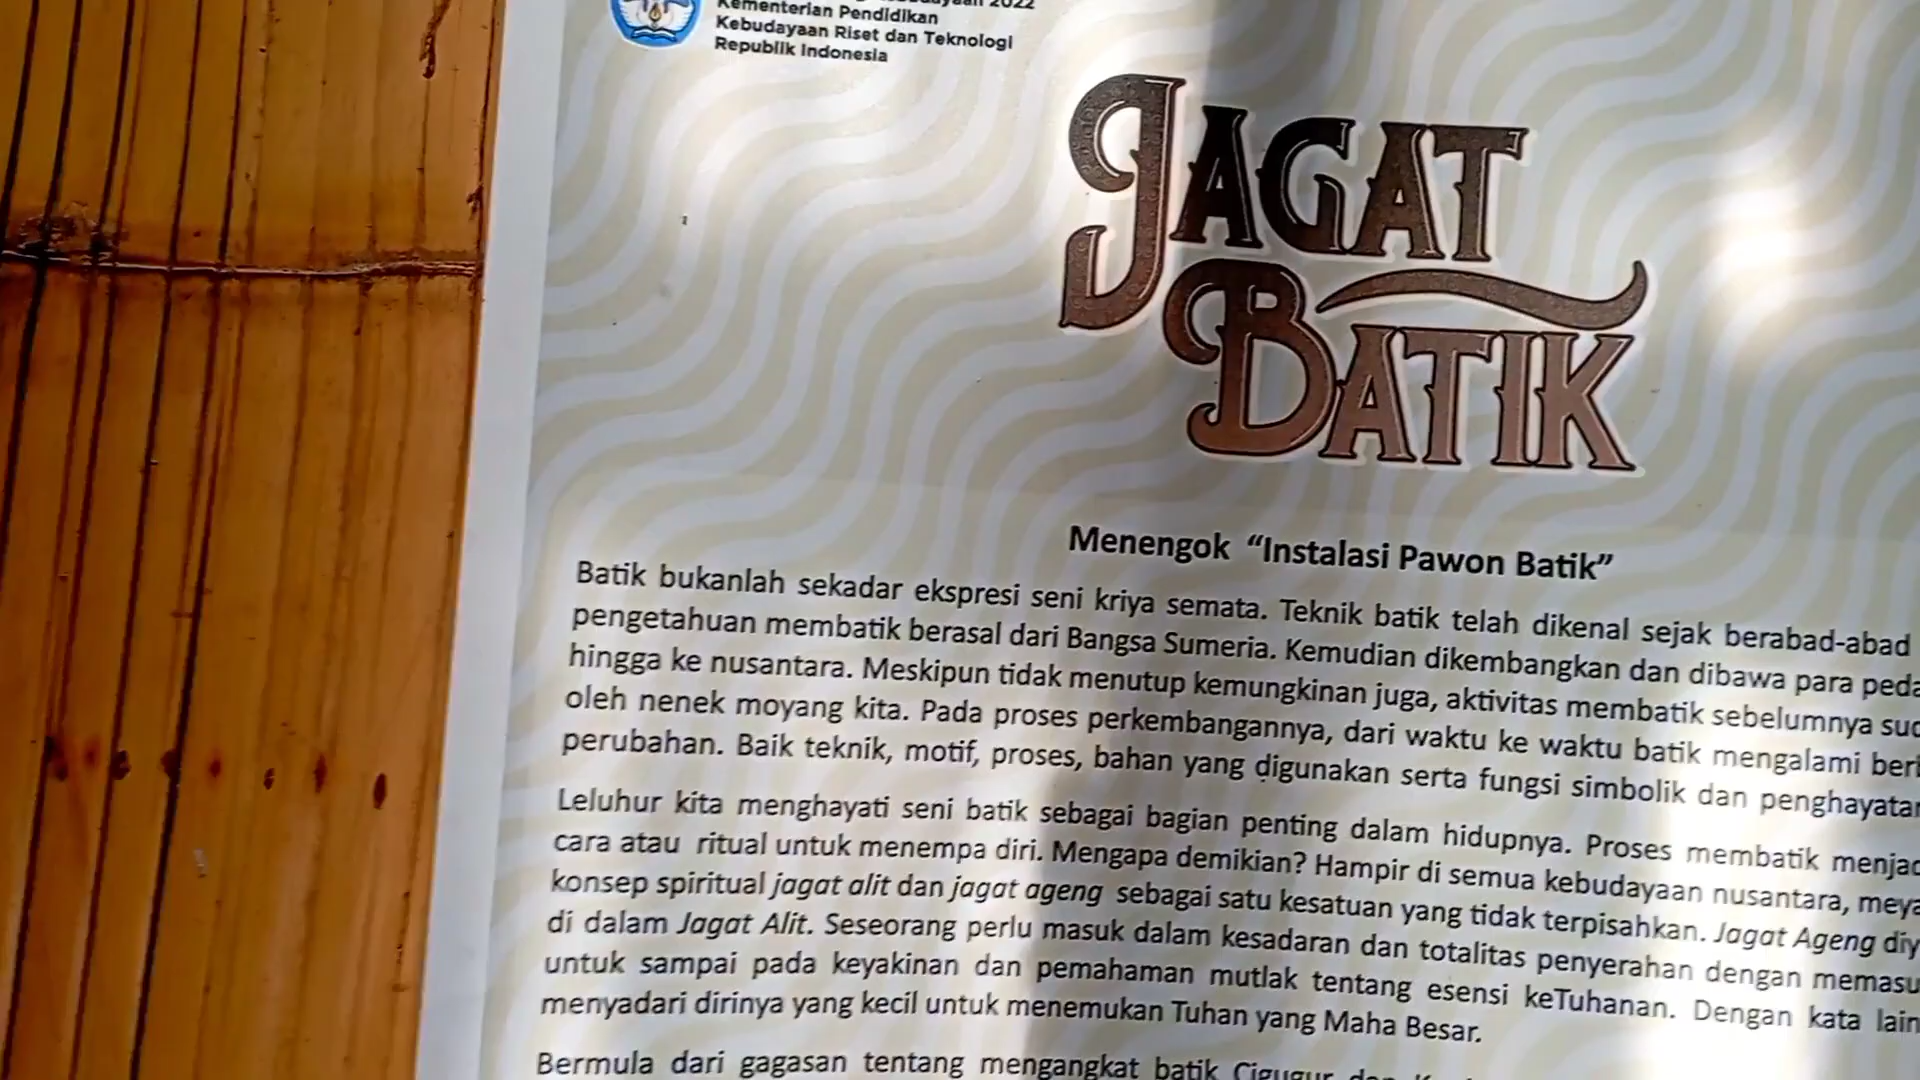 2022
Kementerian Pendidikan
Kebudayaan Riset dan Teknologi
Republik Indonesia
JAGAT
BATIK
Menengok “Instalasi Pawon Batik”
Batik bukanlah sekadar ekspresi seni kriya semata. Teknik batik telah dikenal sejak berabad-abad
pengetahuan membatik berasal dari Bangsa Sumeria. Kemudian dikembangkan dan dibawa para
hingga ke nusantara. Meskipun tidak menutup kemungkinan juga, aktivitas membatik sebelumnya
oleh nenek moyang kita. Pada proses perkembangannya, dari waktu ke waktu batik mengalami
perubahan. Baik teknik, motif, proses, bahan yang digunakan serta fungsi simbolik dan
Leluhur kita menghayati seni batik sebagai bagian penting dalam hidupnya. Proses membatik
cara atau ritual untuk menempa diri. Mengapa demikian? Hampir di semua kebudayaan nusantara,
konsep spiritual jagat alit dan jagat ageng sebagai satu kesatuan yang tidak terpisahkan. Jagat Ageng
di dalam Jagat Alit. Seseorang perlu masuk dalam kesadaran dan totalitas penyerahan dengan
untuk sampai pada keyakinan dan pemahaman mutlak tentang esensi keTuhanan. Dengan kata lain
menyadari dirinya yang kecil untuk menemukan Tuhan yang Maha Besar.
Bermula dari gagasan tentang mengangkat batik Cigugur